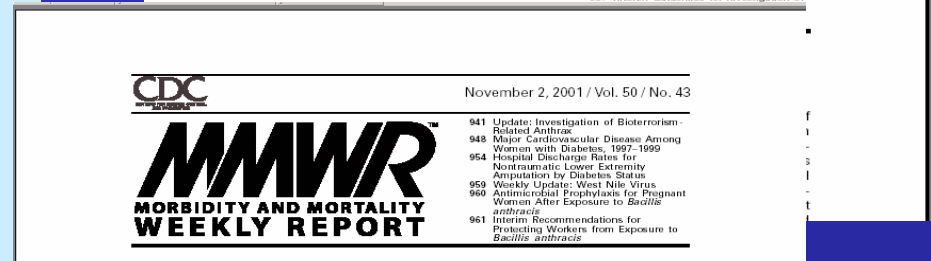 CDC
November 2, 2001 / Vol. 50 / No. 43
MMWR™
MORBIDITY AND MORTALITY
WEEKLY REPORT
941 Update: Investigation of Bioterrorism-
Related Anthrax
948 Major Cardiovascular Disease Among
Women with Diabetes, 1997–1999
954 Hospital Discharge Rates for
Nontraumatic Lower Extremity
Amputation by Diabetes Status
959 Weekly Update: West Nile Virus
960 Antimicrobial Prophylaxis for Pregnant
Women After Exposure to Bacillus
anthracis
961 Interim Recommendations for
Protecting Workers from Exposure to
Bacillus anthracis